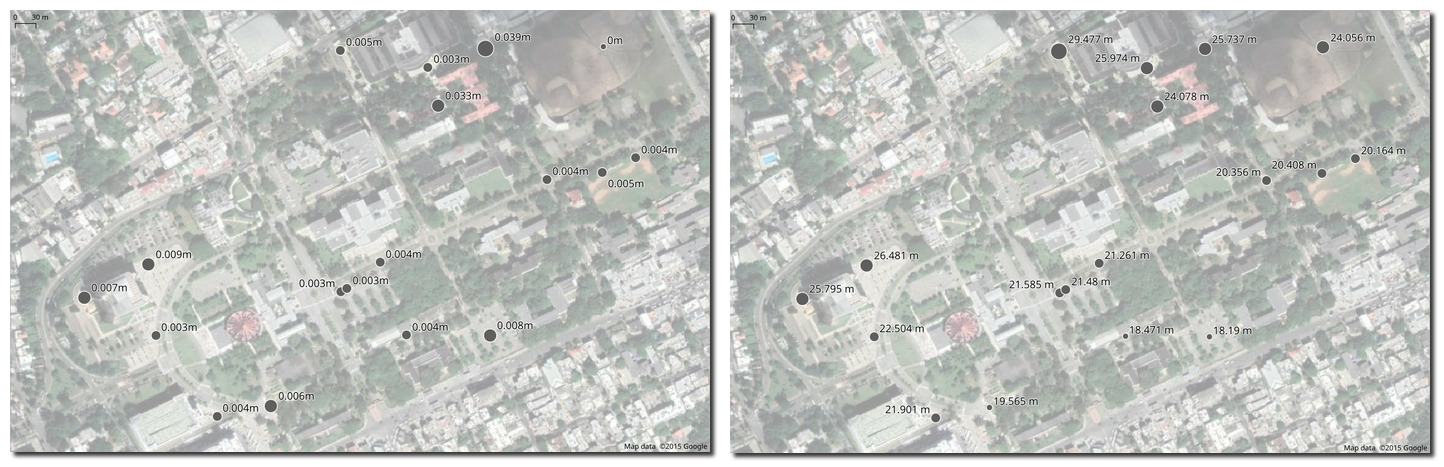 0 30 m
0.005m
0.039m
0m
0.003m
0.033m
0.004m
0.004m
0.005m
0.009m
0.004m
0.007m
0.003m
0.003m
0.003m
0.004m
0.008m
0.006m
0.004m
Map data ©2015 Google
0 30 m
29.477 m
25.737 m
24.056 m
25.974 m
24.078 m
20.164 m
20.408 m
20.356 m
26.481 m
21.261 m
25.795 m
21.585 m
21.48 m
22.504 m
18.471 m
18.19 m
19.565 m
21.901 m
Map data ©2015 Google